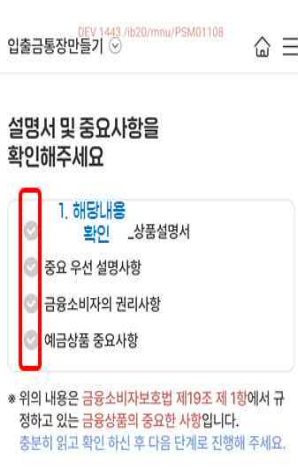 DEV 1443 /ib20/mnu/PSM01108
입출금통장만들기
설명서 및 중요사항을
확인해주세요
1. 해당내용
확인 _상품설명서
중요 우선 설명사항
금융소비자의 권리사항
예금상품 중요사항
※ 위의 내용은 금융소비자보호법 제19조 제 1항에서 규
정하고 있는 금융상품의 중요한 사항입니다.
충분히 읽고 확인 하신 후 다음 단계로 진행해 주세요.